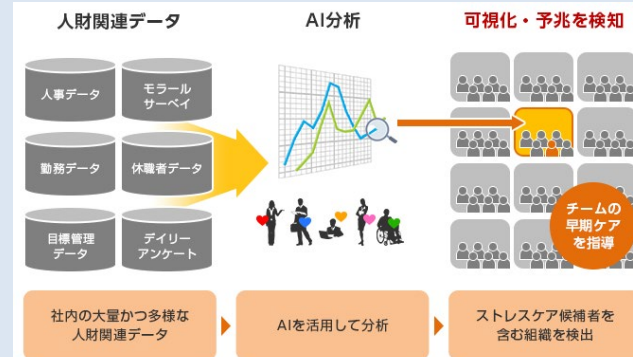 人財関連データ
AI分析
可視化・予兆を検知
人事データ
モラール
サーベイ
勤務データ
休職者データ
目標管理
データ
デイリー
アンケート
チームの
早期ケア
を指導
社内の大量かつ多様な
人財関連データ
AIを活用して分析
ストレスケア候補者を
含む組織を検出